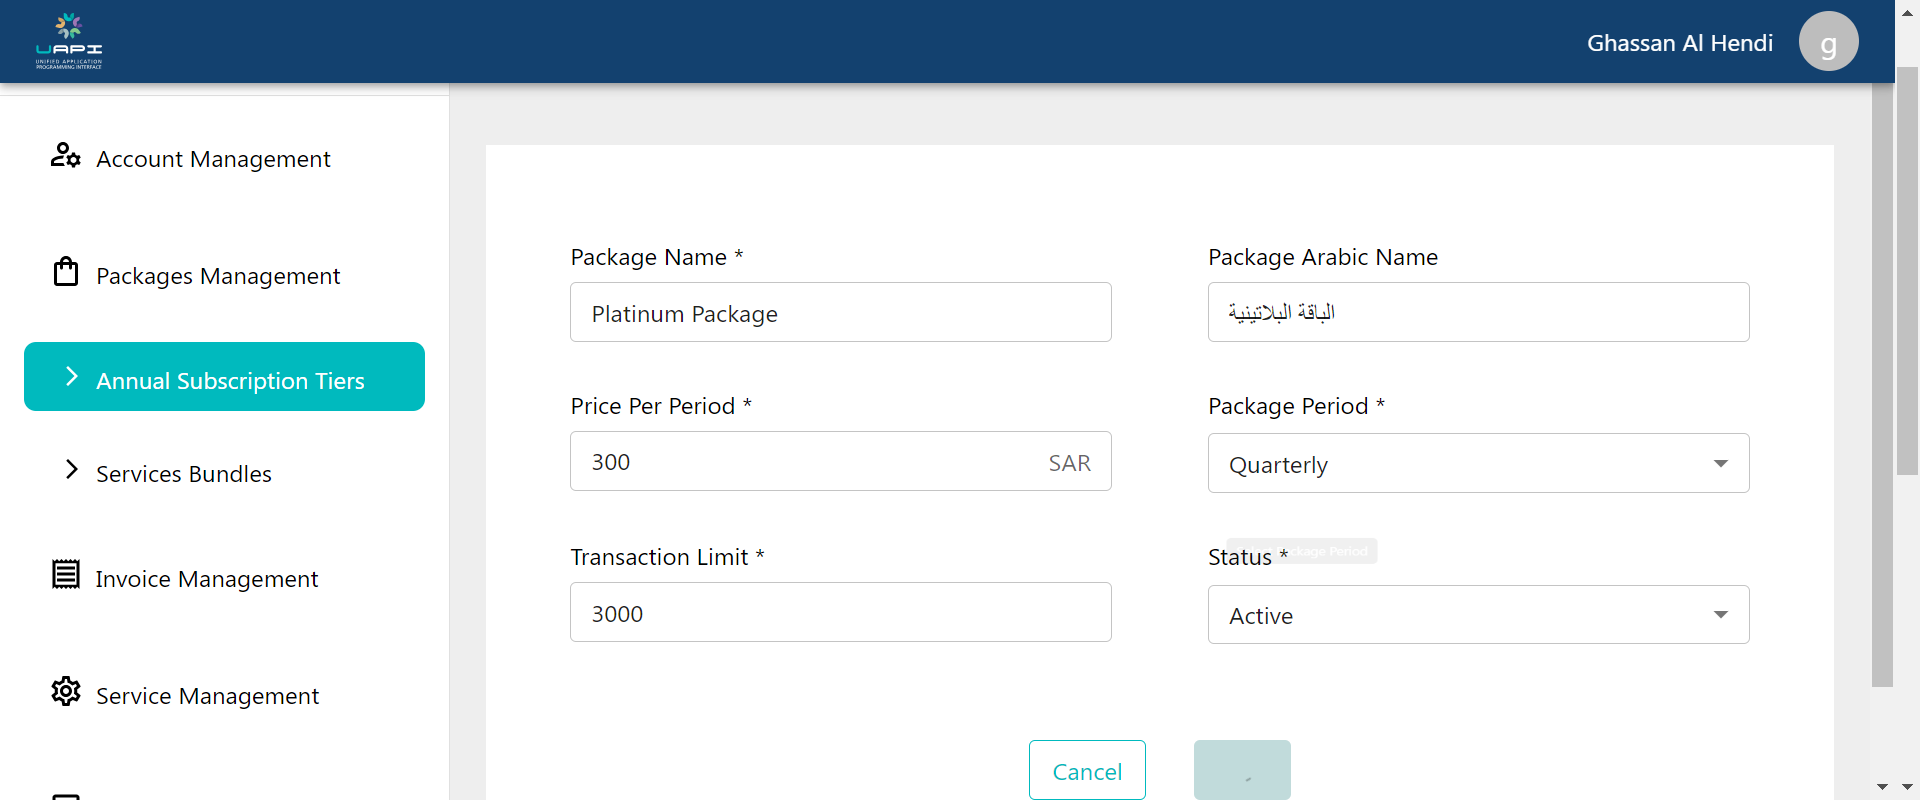 UAPI
UNIFIED APPLICATION
PROGRAMMING INTERFACE
Ghassan Al Hendi
g
Account Management
Packages Management
Annual Subscription Tiers
Services Bundles
Invoice Management
Service Management
Package Name *
Platinum Package
Package Arabic Name
الباقة البلاتينية
Price Per Period *
300
SAR
Package Period *
Quarterly
Transaction Limit *
3000
Package Period
Status *
Active
Cancel